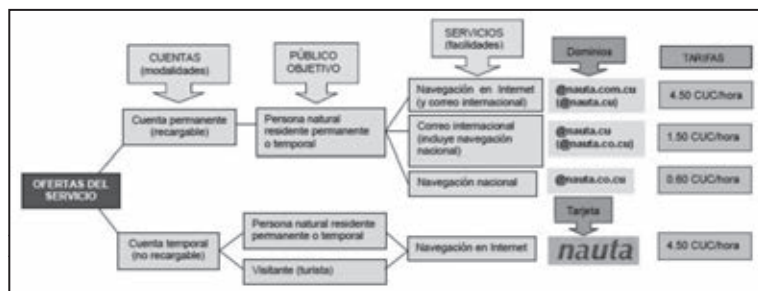 CUENTAS
(modalidades)
PÚBLICO
OBJETIVO
SERVICIOS
(facilidades)
Dominios
TARIFAS
OFERTAS DEL
SERVICIO
Cuenta permanente
(recargable)
Persona natural
residente permanente
o temporal
Navegación en Internet
(y correo internacional)
@nauta.com.cu
(@nauta.cu)
4.50 CUC/hora
Correo internacional
(incluye navegación
nacional)
@nauta.cu
(@nauta.co.cu)
1.50 CUC/hora
Navegación nacional
@nauta.co.cu
0.60 CUC/hora
Cuenta temporal
(no recargable)
Persona natural residente
permanente o temporal
Visitante (turista)
Navegación en Internet
Tarjeta
nauta
4.50 CUC/hora